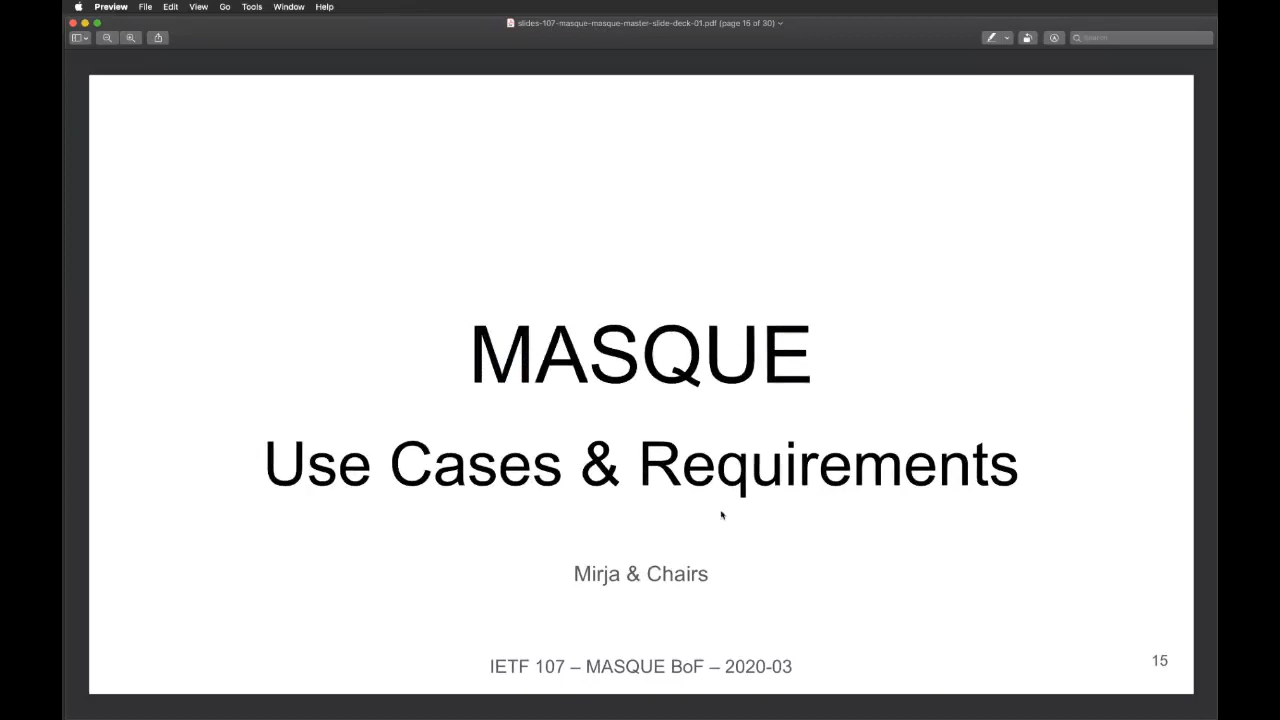 Preview File Edit View Go Tools Window Help
slides-107-masque-masque-master-slide-deck-01.pdf (page 15 of 30)
Search
MASQUE
Use Cases & Requirements
Mirja & Chairs
IETF 107 – MASQUE BoF – 2020-03
15